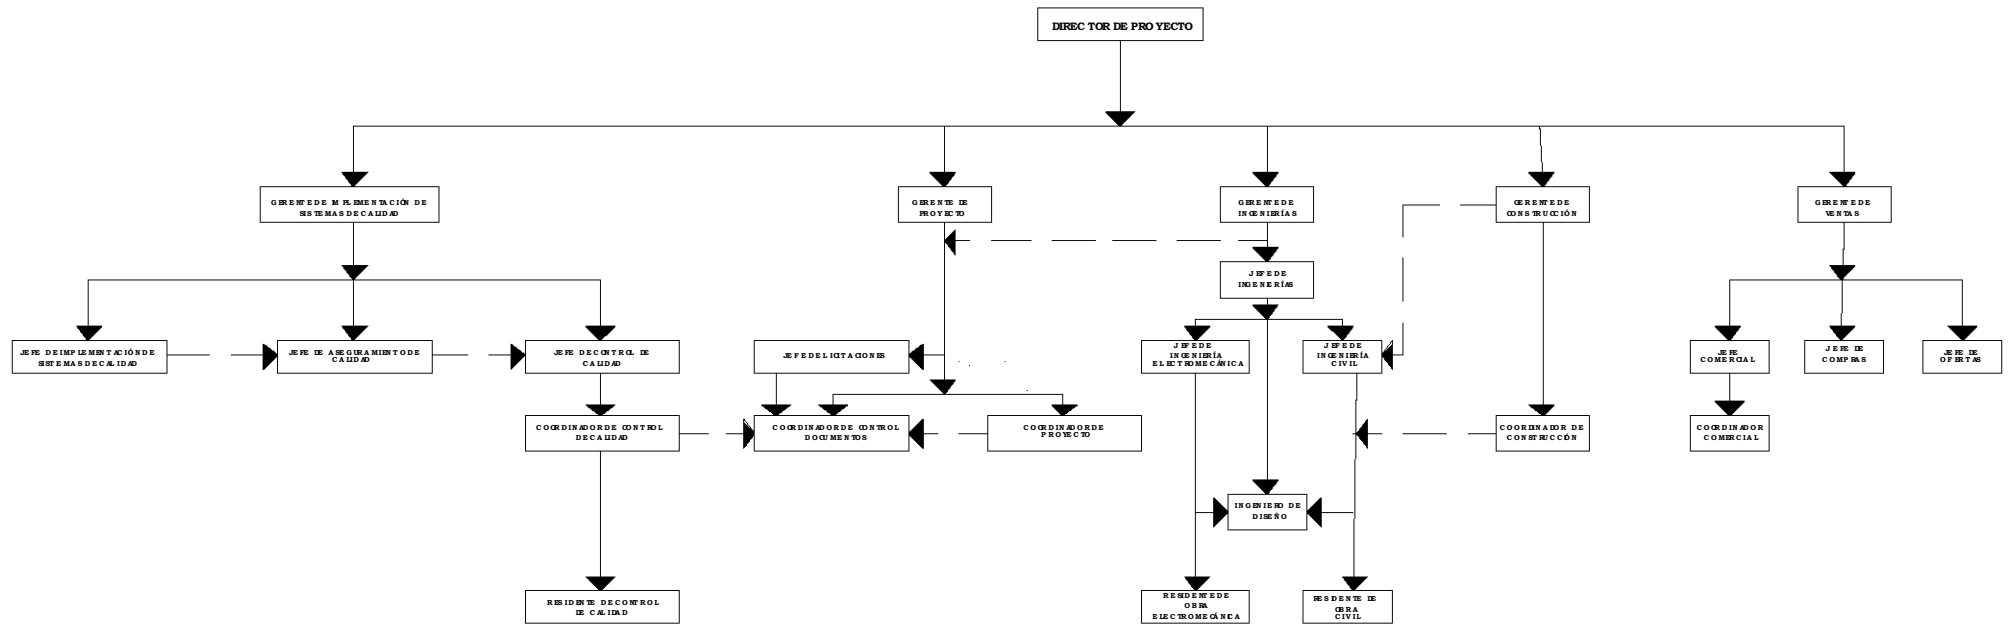 DIRECTOR DE PROYECTO
GERENTE DE IMPLEMENTACIÓN DE
SISTEMAS DE CALIDAD
GERENTE DE
PROYECTO
GERENTE DE
INGENIERÍAS
GERENTE DE
CONSTRUCCIÓN
GERENTE DE
VENTAS
JEFE DE
INGENIERÍAS
JEFE DE IMPLEMENTACIÓN DE
SISTEMAS DE CALIDAD
JEFE DE ASEGURAMIENTO DE
CALIDAD
JEFE DE CONTROL DE
CALIDAD
JEFE DE LICITACIONES
JEFE DE
INGENIERÍA
ELECTROMECÁNICA
JEFE DE
INGENIERÍA
CIVIL
JEFE
COMERCIAL
JEFE DE
COMPRAS
JEFE DE
OFERTAS
COORDINADOR DE CONTROL
DE CALIDAD
COORDINADOR DE CONTROL
DOCUMENTOS
COORDINADOR DE
PROYECTO
COORDINADOR DE
CONSTRUCCIÓN
COORDINADOR
COMERCIAL
INGENIERO DE
DISEÑO
RESIDENTE DE CONTROL
DE CALIDAD
RESIDENTE DE
OBRA
ELECTROMECÁNICA
RESIDENTE DE
OBRA
CIVIL